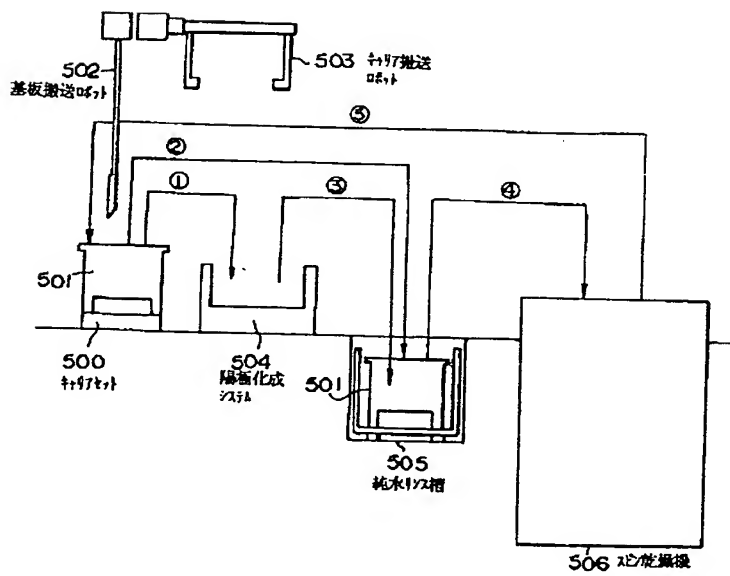 502
基板搬送ロボット
503 キャリア搬送
ロボット
⑤
②
①
③
④
501
500
キャリアセット
504
陽極化成
システム
501
505
純水リンス槽
506 スピン乾燥機